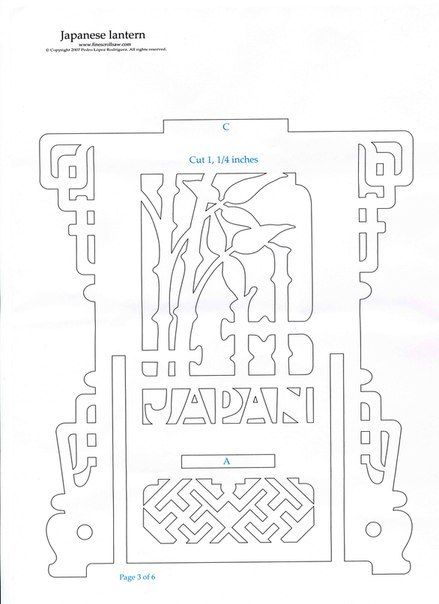 Japanese lantern
www.finescrollsaw.com
© Copyright 2007 Pedro López Rodríguez. All rights reserved.
C
Cut 1, 1/4 inches
JAPAN
A
Page 3 of 6